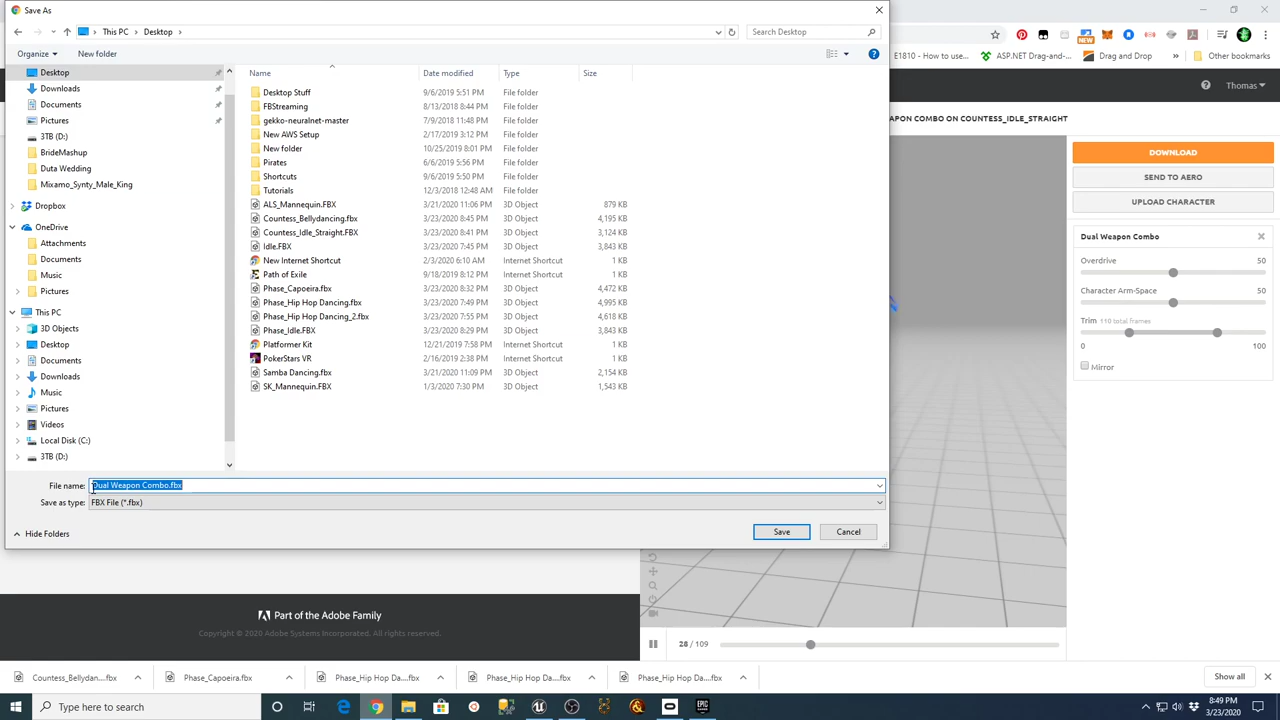 Save As
This PC
Desktop
Search Desktop
Organize
New folder
Desktop
Downloads
Documents
Pictures
3TB (D:)
BrideMashup
Duta Wedding
Mixamo_Synty_Male_King
Dropbox
OneDrive
Attachments
Documents
Music
Pictures
This PC
3D Objects
Desktop
Documents
Downloads
Music
Pictures
Videos
Local Disk (C:)
3TB (D:)
Name Date modified Type Size
Desktop Stuff 9/6/2019 5:51 PM File folder
FBStreaming 8/13/2018 8:44 PM File folder
gekko-neuralnet-master 7/9/2018 11:48 PM File folder
New AWS Setup 2/17/2019 3:12 PM File folder
New folder 10/25/2019 8:01 PM File folder
Pirates 6/6/2019 5:56 PM File folder
Shortcuts 9/6/2019 5:50 PM File folder
Tutorials 12/3/2018 12:48 AM File folder
ALS_Mannequin.FBX 3/21/2020 11:06 PM 3D Object 879 KB
Countess_Bellydancing.fbx 3/23/2020 8:45 PM 3D Object 4,195 KB
Countess_Idle_Straight.FBX 3/23/2020 8:41 PM 3D Object 3,124 KB
Idle.FBX 3/23/2020 7:45 PM 3D Object 3,843 KB
New Internet Shortcut 2/3/2020 6:10 AM Internet Shortcut 1 KB
Path of Exile 9/18/2019 8:12 PM Internet Shortcut 1 KB
Phase_Capoeira.fbx 3/23/2020 8:32 PM 3D Object 4,472 KB
Phase_Hip Hop Dancing.fbx 3/23/2020 7:49 PM 3D Object 4,995 KB
Phase_Hip Hop Dancing_2.fbx 3/23/2020 7:55 PM 3D Object 4,618 KB
Phase_Idle.FBX 3/23/2020 8:29 PM 3D Object 3,843 KB
Platformer Kit 12/21/2019 7:58 PM Internet Shortcut 1 KB
PokerStars VR 2/16/2019 2:38 PM Internet Shortcut 1 KB
Samba Dancing.fbx 3/21/2020 11:09 PM 3D Object 2,154 KB
SK_Mannequin.FBX 1/3/2020 7:30 PM 3D Object 1,543 KB
File name: Dual Weapon Combo.fbx
Save as type: FBX File (*.fbx)
Hide Folders
Save
Cancel
NEW
E1810 - How to use...
ASP.NET Drag-and-...
Drag and Drop
»
Other bookmarks
Thomas
APON COMBO ON COUNTESS_IDLE_STRAIGHT
DOWNLOAD
SEND TO AERO
UPLOAD CHARACTER
Dual Weapon Combo
Overdrive 50
Character Arm-Space 50
Trim 110 total frames
0 100
Mirror
Part of the Adobe Family
Copyright © 2020 Adobe Systems Incorporated. All rights reserved.
28 / 109
Countess_Bellydan....fbx
Phase_Capoeira.fbx
Phase_Hip Hop Da....fbx
Phase_Hip Hop Da....fbx
Phase_Hip Hop Da....fbx
Show all
Type here to search
EPIC
8:49 PM
3/23/2020